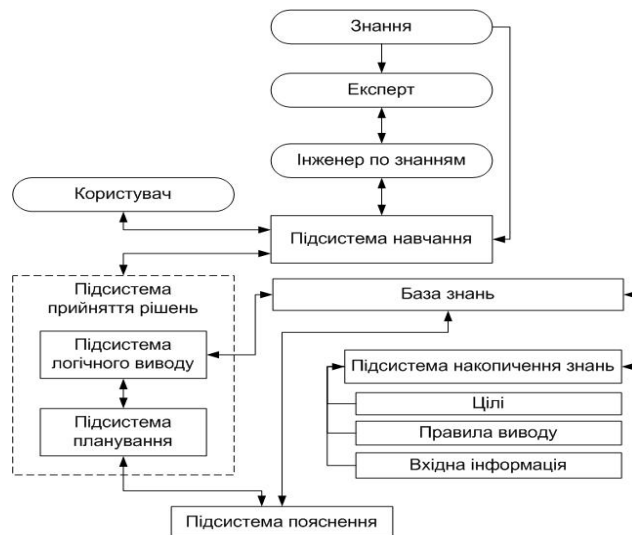 Знання
Експерт
Інженер по знанням
Користувач
Підсистема навчання
Підсистема
прийняття рішень
База знань
Підсистема
логічного виводу
Підсистема накопичення знань
Цілі
Підсистема
планування
Правила виводу
Вхідна інформація
Підсистема пояснення